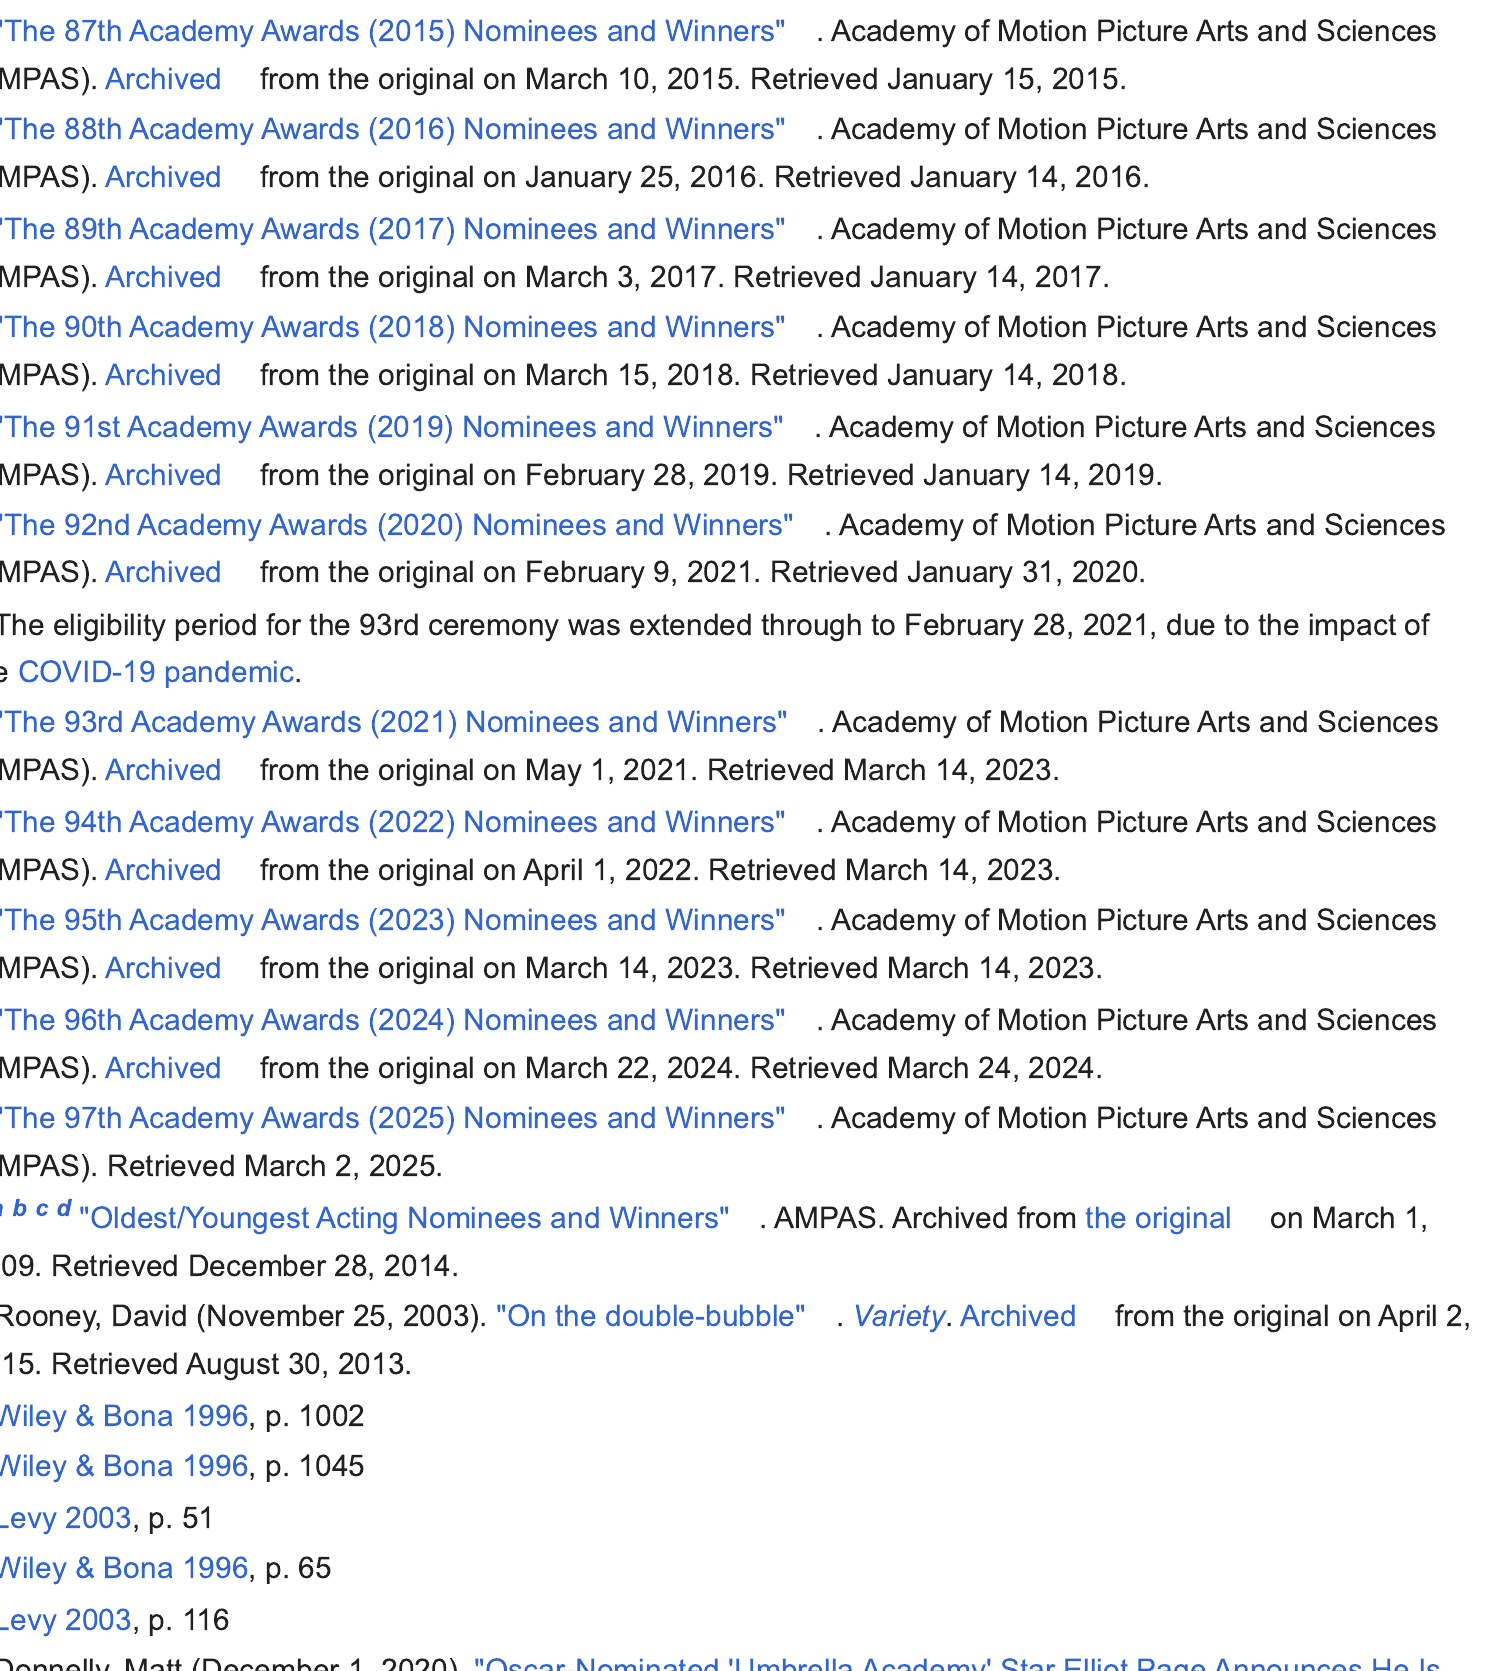 "The 87th Academy Awards (2015) Nominees and Winners" . Academy of Motion Picture Arts and Sciences
MPAS). Archived from the original on March 10, 2015. Retrieved January 15, 2015.
"The 88th Academy Awards (2016) Nominees and Winners" . Academy of Motion Picture Arts and Sciences
MPAS). Archived from the original on January 25, 2016. Retrieved January 14, 2016.
"The 89th Academy Awards (2017) Nominees and Winners" . Academy of Motion Picture Arts and Sciences
MPAS). Archived from the original on March 3, 2017. Retrieved January 14, 2017.
"The 90th Academy Awards (2018) Nominees and Winners" . Academy of Motion Picture Arts and Sciences
MPAS). Archived from the original on March 15, 2018. Retrieved January 14, 2018.
"The 91st Academy Awards (2019) Nominees and Winners" . Academy of Motion Picture Arts and Sciences
MPAS). Archived from the original on February 28, 2019. Retrieved January 14, 2019.
"The 92nd Academy Awards (2020) Nominees and Winners" . Academy of Motion Picture Arts and Sciences
MPAS). Archived from the original on February 9, 2021. Retrieved January 31, 2020.
The eligibility period for the 93rd ceremony was extended through to February 28, 2021, due to the impact of
e COVID-19 pandemic.
"The 93rd Academy Awards (2021) Nominees and Winners" . Academy of Motion Picture Arts and Sciences
MPAS). Archived from the original on May 1, 2021. Retrieved March 14, 2023.
"The 94th Academy Awards (2022) Nominees and Winners" . Academy of Motion Picture Arts and Sciences
MPAS). Archived from the original on April 1, 2022. Retrieved March 14, 2023.
"The 95th Academy Awards (2023) Nominees and Winners" . Academy of Motion Picture Arts and Sciences
MPAS). Archived from the original on March 14, 2023. Retrieved March 14, 2023.
"The 96th Academy Awards (2024) Nominees and Winners" . Academy of Motion Picture Arts and Sciences
MPAS). Archived from the original on March 22, 2024. Retrieved March 24, 2024.
"The 97th Academy Awards (2025) Nominees and Winners" . Academy of Motion Picture Arts and Sciences
MPAS). Retrieved March 2, 2025.
a b c d "Oldest/Youngest Acting Nominees and Winners" . AMPAS. Archived from the original on March 1,
09. Retrieved December 28, 2014.
Rooney, David (November 25, 2003). "On the double-bubble" . Variety. Archived from the original on April 2,
15. Retrieved August 30, 2013.
Wiley & Bona 1996, p. 1002
Wiley & Bona 1996, p. 1045
Levy 2003, p. 51
Wiley & Bona 1996, p. 65
Levy 2003, p. 116
Donnelly, Matt (December 1, 2020). "Oscar-Nominated 'Umbrella Academy' Star Elliot Page Announces He Is